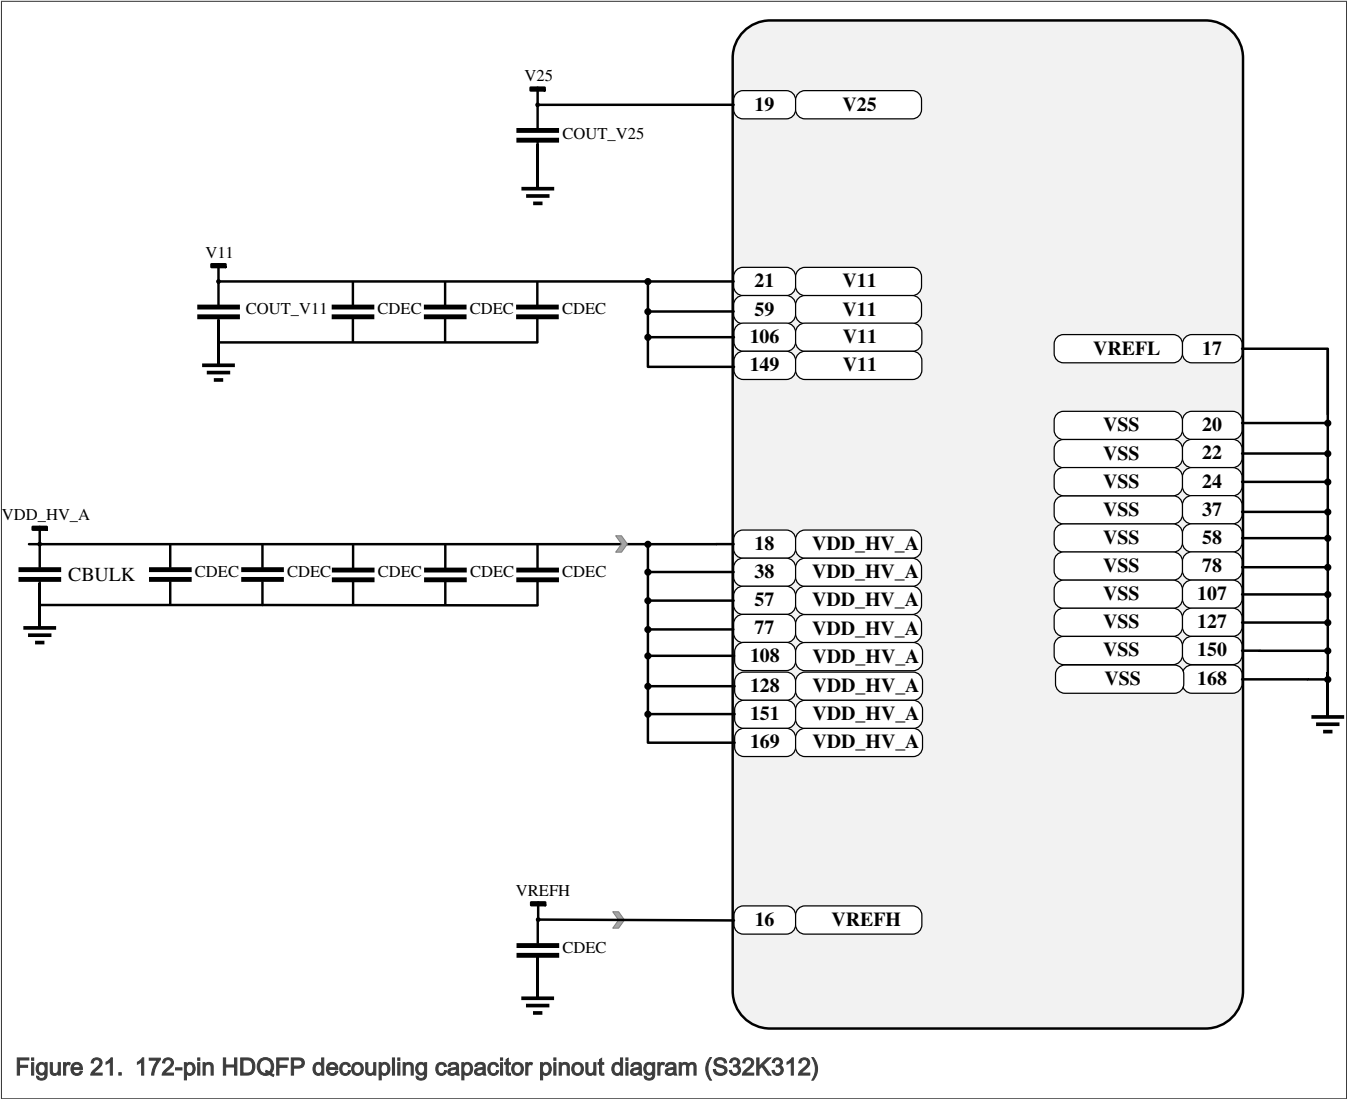 V25
19 V25
COUT_V25
V11
21 V11
COUT_V11 CDEC CDEC CDEC
59 V11
106 V11
149 V11
VREFL 17
VSS 20
VSS 22
VSS 24
VSS 37
VSS 58
VSS 78
VSS 107
VSS 127
VSS 150
VSS 168
VDD_HV_A
18 VDD_HV_A
CBULK CDEC CDEC CDEC CDEC CDEC
38 VDD_HV_A
57 VDD_HV_A
77 VDD_HV_A
108 VDD_HV_A
128 VDD_HV_A
151 VDD_HV_A
169 VDD_HV_A
VREFH
16 VREFH
CDEC
Figure 21. 172-pin HDQFP decoupling capacitor pinout diagram (S32K312)